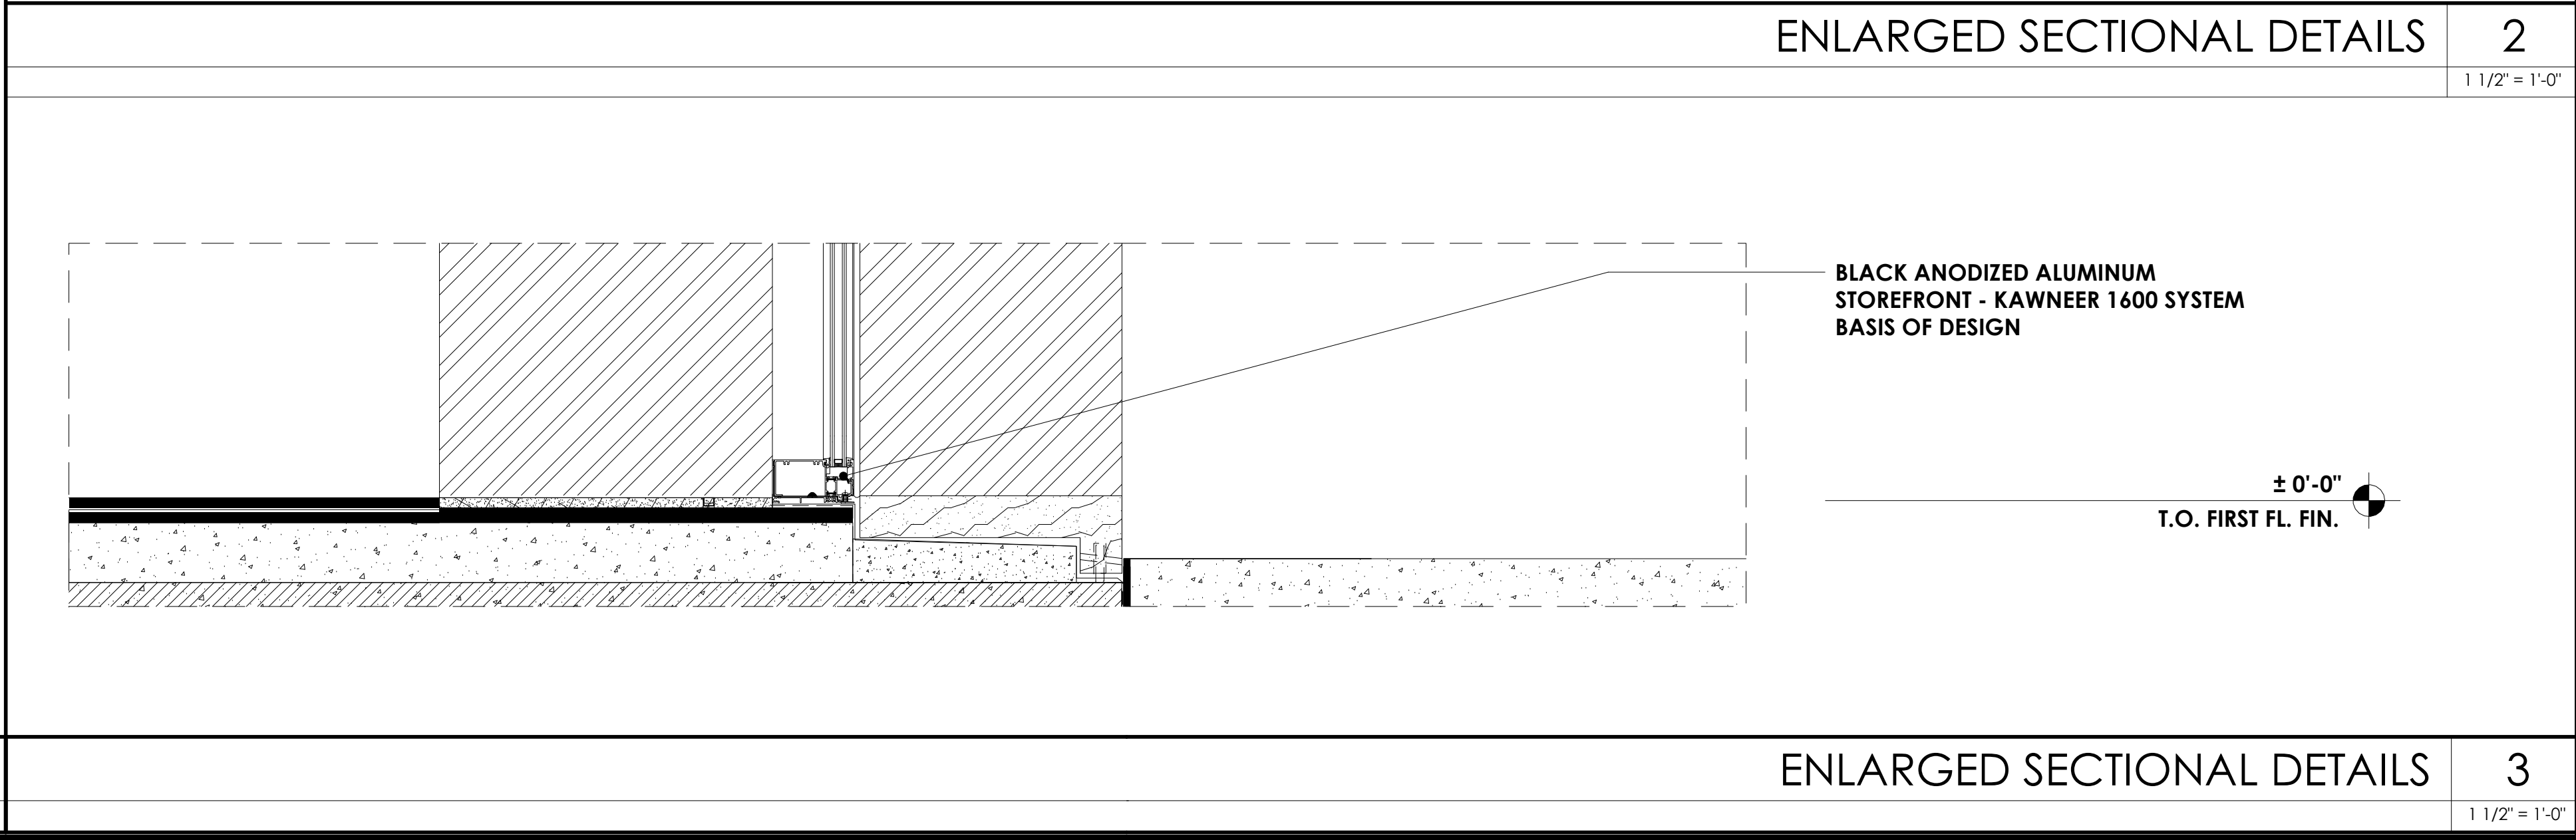 ENLARGED SECTIONAL DETAILS
2
1 1/2" = 1'-0"
BLACK ANODIZED ALUMINUM
STOREFRONT - KAWNEER 1600 SYSTEM
BASIS OF DESIGN
± 0'-0"
T.O. FIRST FL. FIN.
ENLARGED SECTIONAL DETAILS
3
1 1/2" = 1'-0"